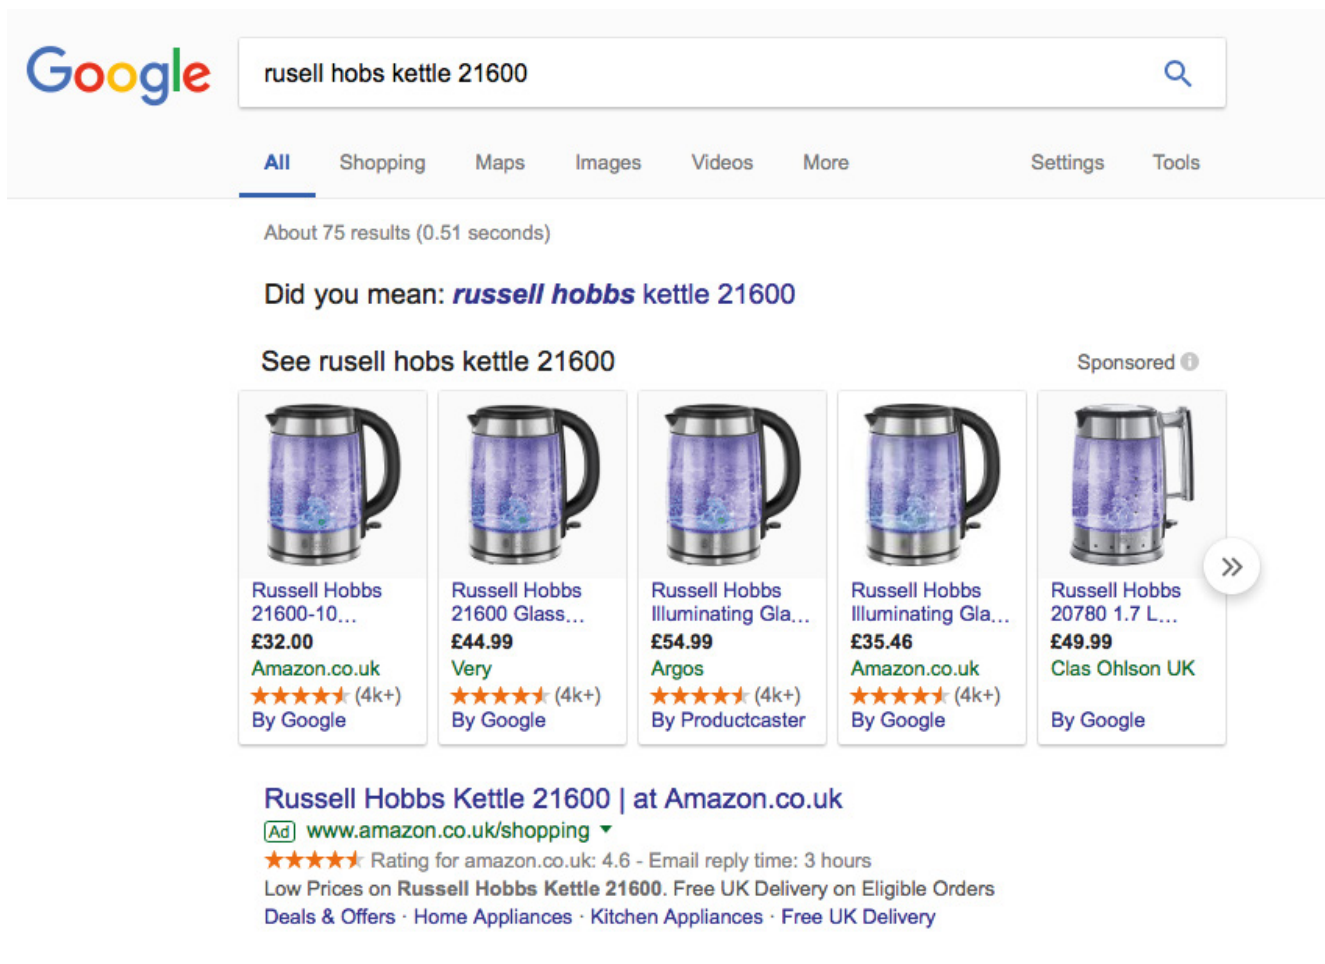 Google
rusell hobs kettle 21600
All Shopping Maps Images Videos More Settings Tools
About 75 results (0.51 seconds)
Did you mean: russell hobbs kettle 21600
See rusell hobs kettle 21600
Sponsored
Russell Hobbs
21600-10...
£32.00
Amazon.co.uk
(4k+)
By Google
Russell Hobbs
21600 Glass...
£44.99
Very
(4k+)
By Google
Russell Hobbs
Illuminating Gla...
£54.99
Argos
(4k+)
By Productcaster
Russell Hobbs
Illuminating Gla...
£35.46
Amazon.co.uk
(4k+)
By Google
Russell Hobbs
20780 1.7 L...
£49.99
Clas Ohlson UK
By Google
Russell Hobbs Kettle 21600 | at Amazon.co.uk
Ad www.amazon.co.uk/shopping
Rating for amazon.co.uk: 4.6 - Email reply time: 3 hours
Low Prices on Russell Hobbs Kettle 21600. Free UK Delivery on Eligible Orders
Deals & Offers · Home Appliances · Kitchen Appliances · Free UK Delivery